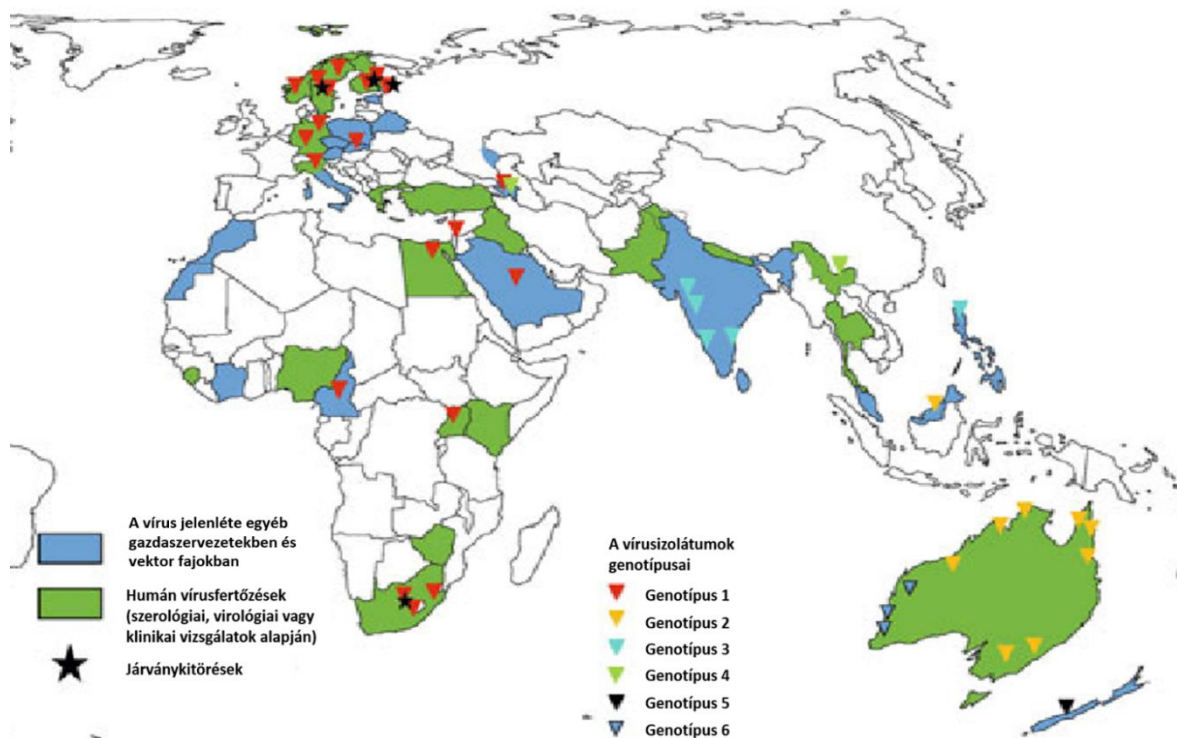 A vírus jelenléte egyéb
gazdaszervezetekben és
vektor fajokban
Humán vírusfertőzések
(szerológiai, virológiai vagy
klinikai vizsgálatok alapján)
Járványkitörések
A vírusizolátumok
genotípusai
Genotípus 1
Genotípus 2
Genotípus 3
Genotípus 4
Genotípus 5
Genotípus 6